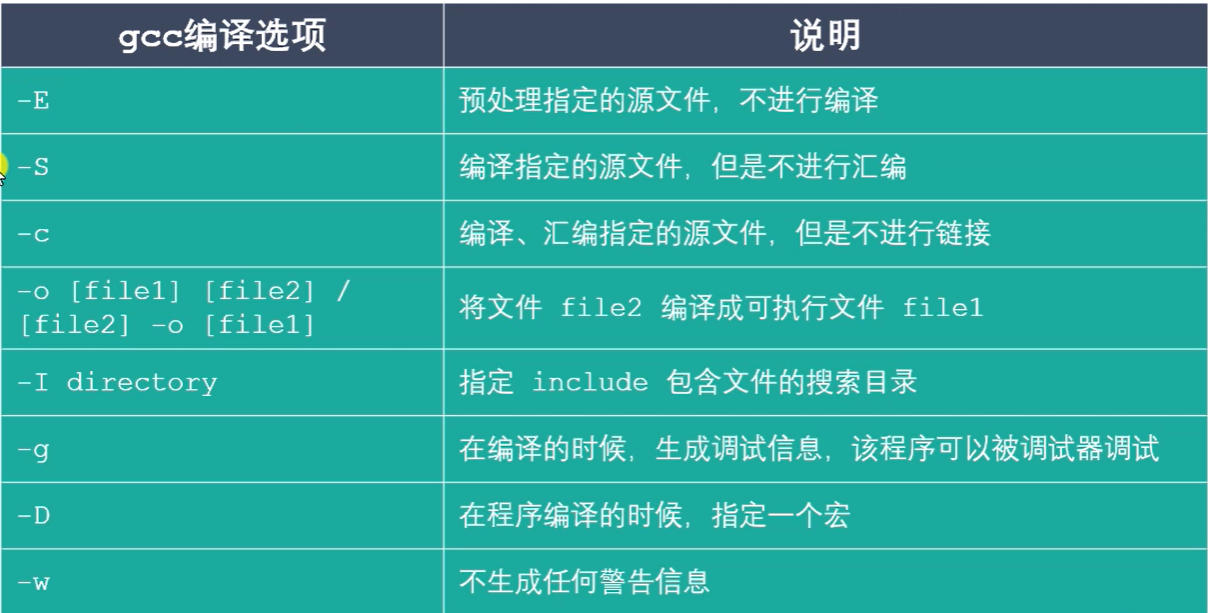 gcc编译选项 说明
-E 预处理指定的源文件，不进行编译
-S 编译指定的源文件，但是不进行汇编
-c 编译、汇编指定的源文件，但是不进行链接
-o [file1] [file2] /
[file2] -o [file1]
将文件 file2 编译成可执行文件 file1
-I directory 指定 include 包含文件的搜索目录
-g 在编译的时候，生成调试信息，该程序可以被调试器调试
-D 在程序编译的时候，指定一个宏
-w 不生成任何警告信息